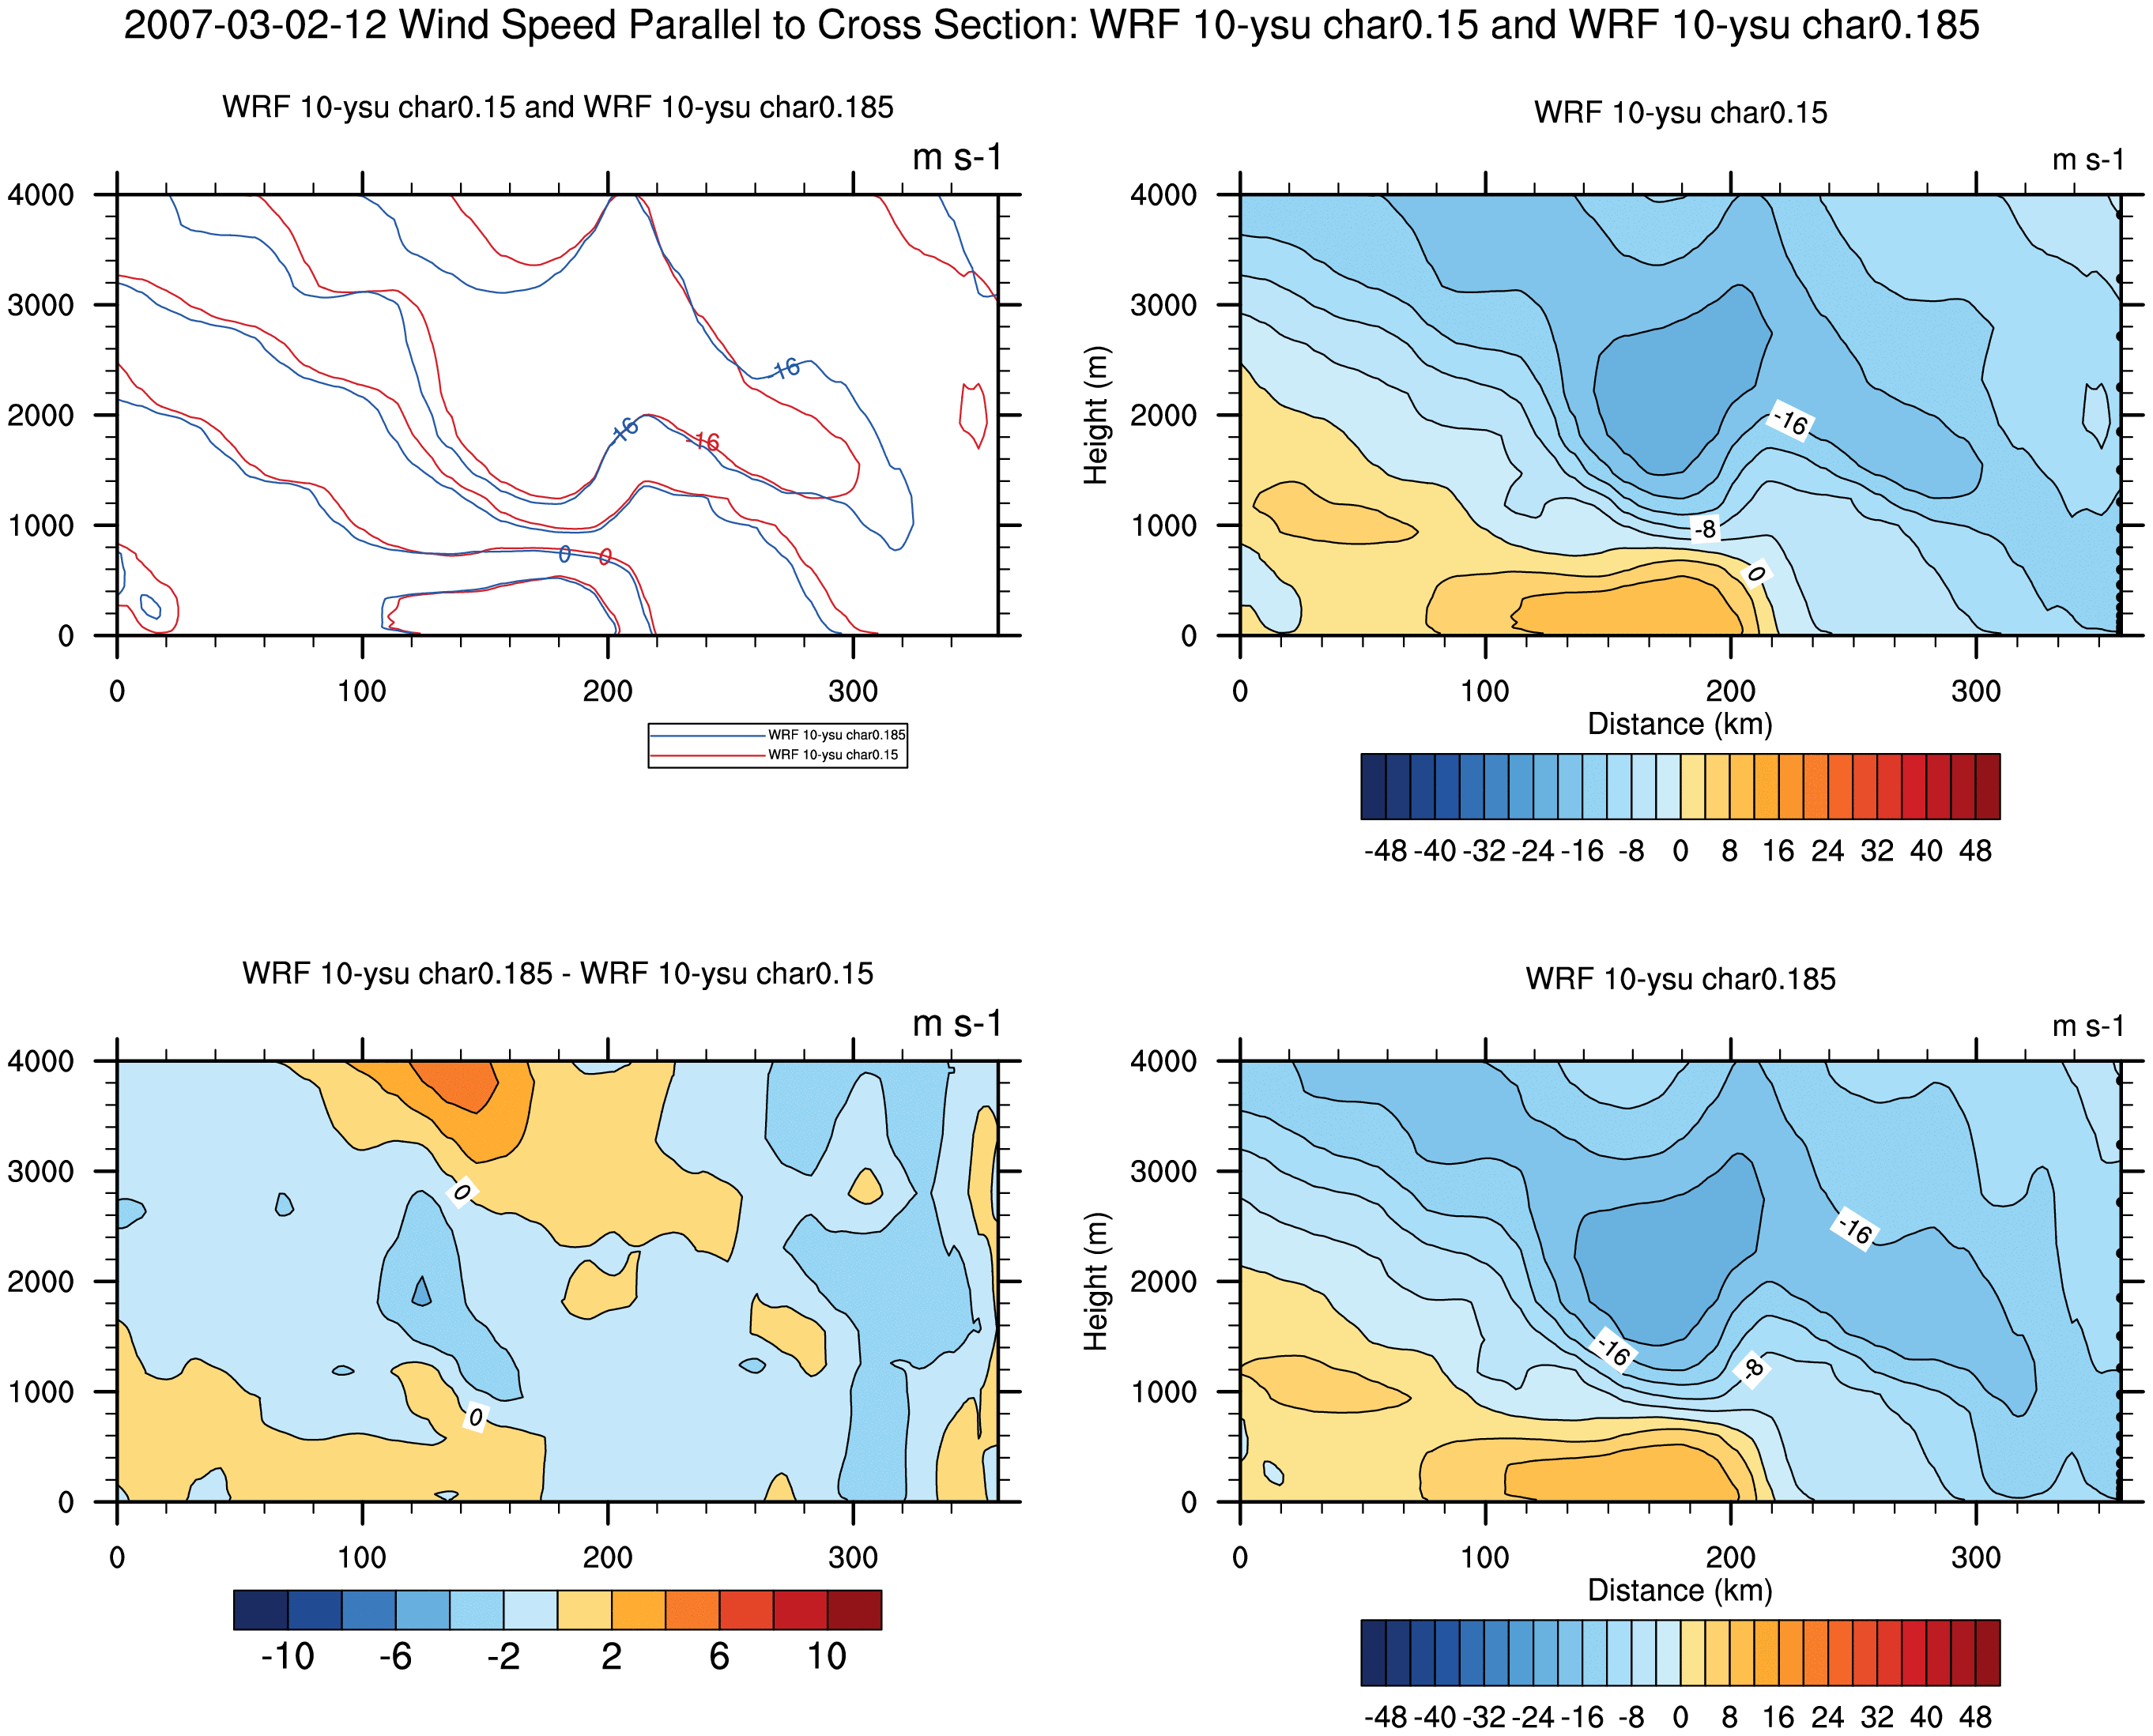 2007-03-02-12 Wind Speed Parallel to Cross Section: WRF 10-ysu char0.15 and WRF 10-ysu char0.185
WRF 10-ysu char0.15 and WRF 10-ysu char0.185
m s-1
4000
3000
2000
1000
0
-16
-16
-16
0
0
0 100 200 300
WRF 10-ysu char0.185
WRF 10-ysu char0.15
WRF 10-ysu char0.15
m s-1
Height (m)
4000
3000
2000
1000
0
-16
-8
0
0 100 200 300
Distance (km)
-48 -40 -32 -24 -16 -8 0 8 16 24 32 40 48
WRF 10-ysu char0.185 - WRF 10-ysu char0.15
m s-1
4000
3000
2000
1000
0
0
0
0 100 200 300
-10 -6 -2 2 6 10
WRF 10-ysu char0.185
m s-1
Height (m)
4000
3000
2000
1000
0
-16
-16
-8
0 100 200 300
Distance (km)
-48 -40 -32 -24 -16 -8 0 8 16 24 32 40 48